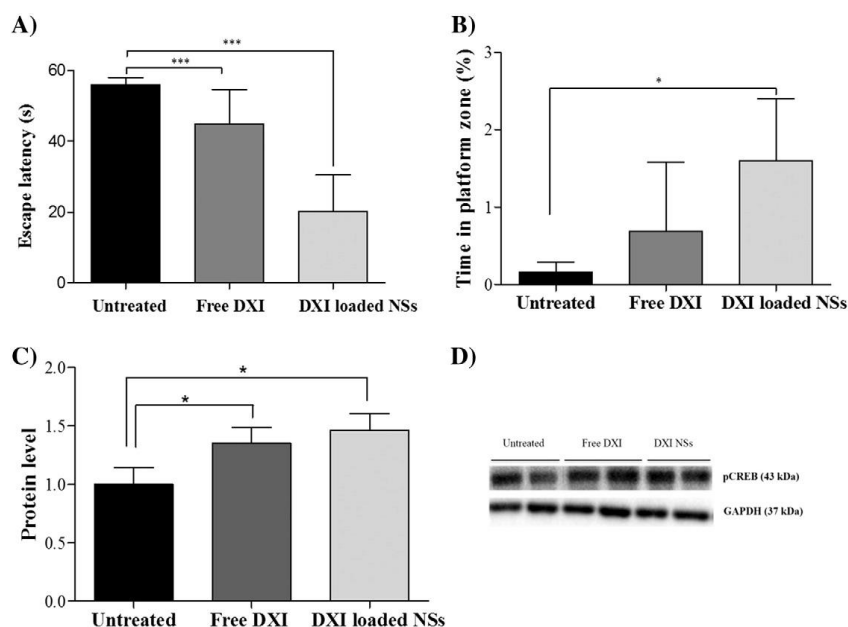 A)
***
***
60
40
20
0
Escape latency (s)
Untreated Free DXI DXI loaded NSs
B)
*
3
2
1
0
Time in platform zone (%)
Untreated Free DXI DXI loaded NSs
C)
*
*
2.0
1.5
1.0
0.5
0.0
Protein level
Untreated Free DXI DXI loaded NSs
D)
Untreated Free DXI DXI NSs
pCREB (43 kDa)
GAPDH (37 kDa)